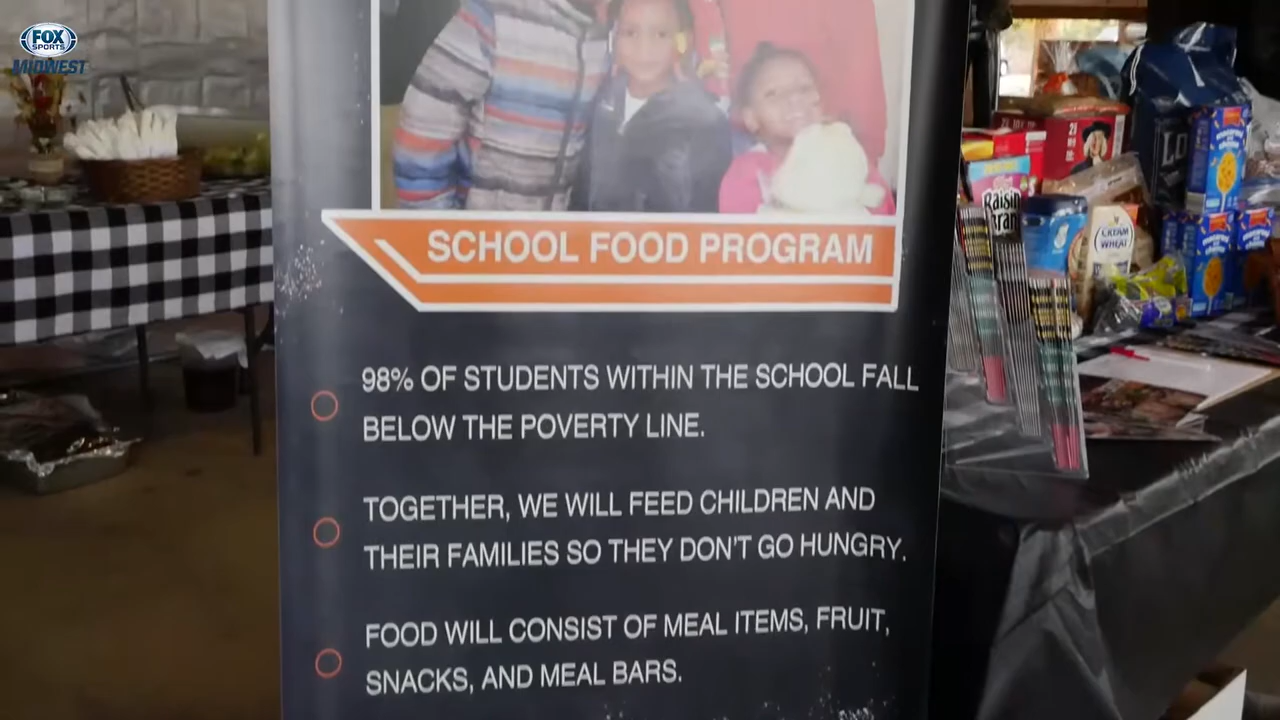 FOX
SPORTS
MIDWEST
SCHOOL FOOD PROGRAM
98% OF STUDENTS WITHIN THE SCHOOL FALL
BELOW THE POVERTY LINE.
TOGETHER, WE WILL FEED CHILDREN AND
THEIR FAMILIES SO THEY DON'T GO HUNGRY.
FOOD WILL CONSIST OF MEAL ITEMS, FRUIT,
SNACKS, AND MEAL BARS.
Raisin
Bran
CREAM
of WHEAT
LO